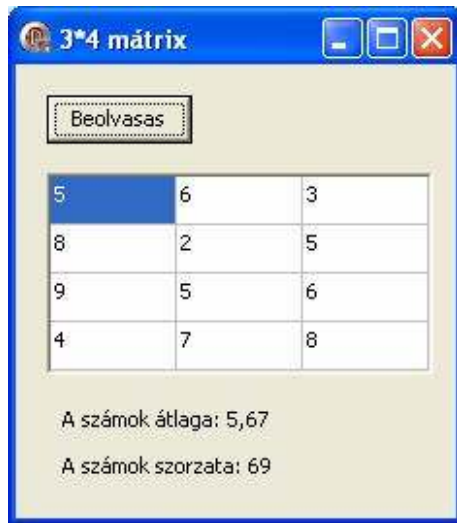 3*4 mátrix
Beolvasas
5 6 3
8 2 5
9 5 6
4 7 8
A számok átlaga: 5,67
A számok szorzata: 69